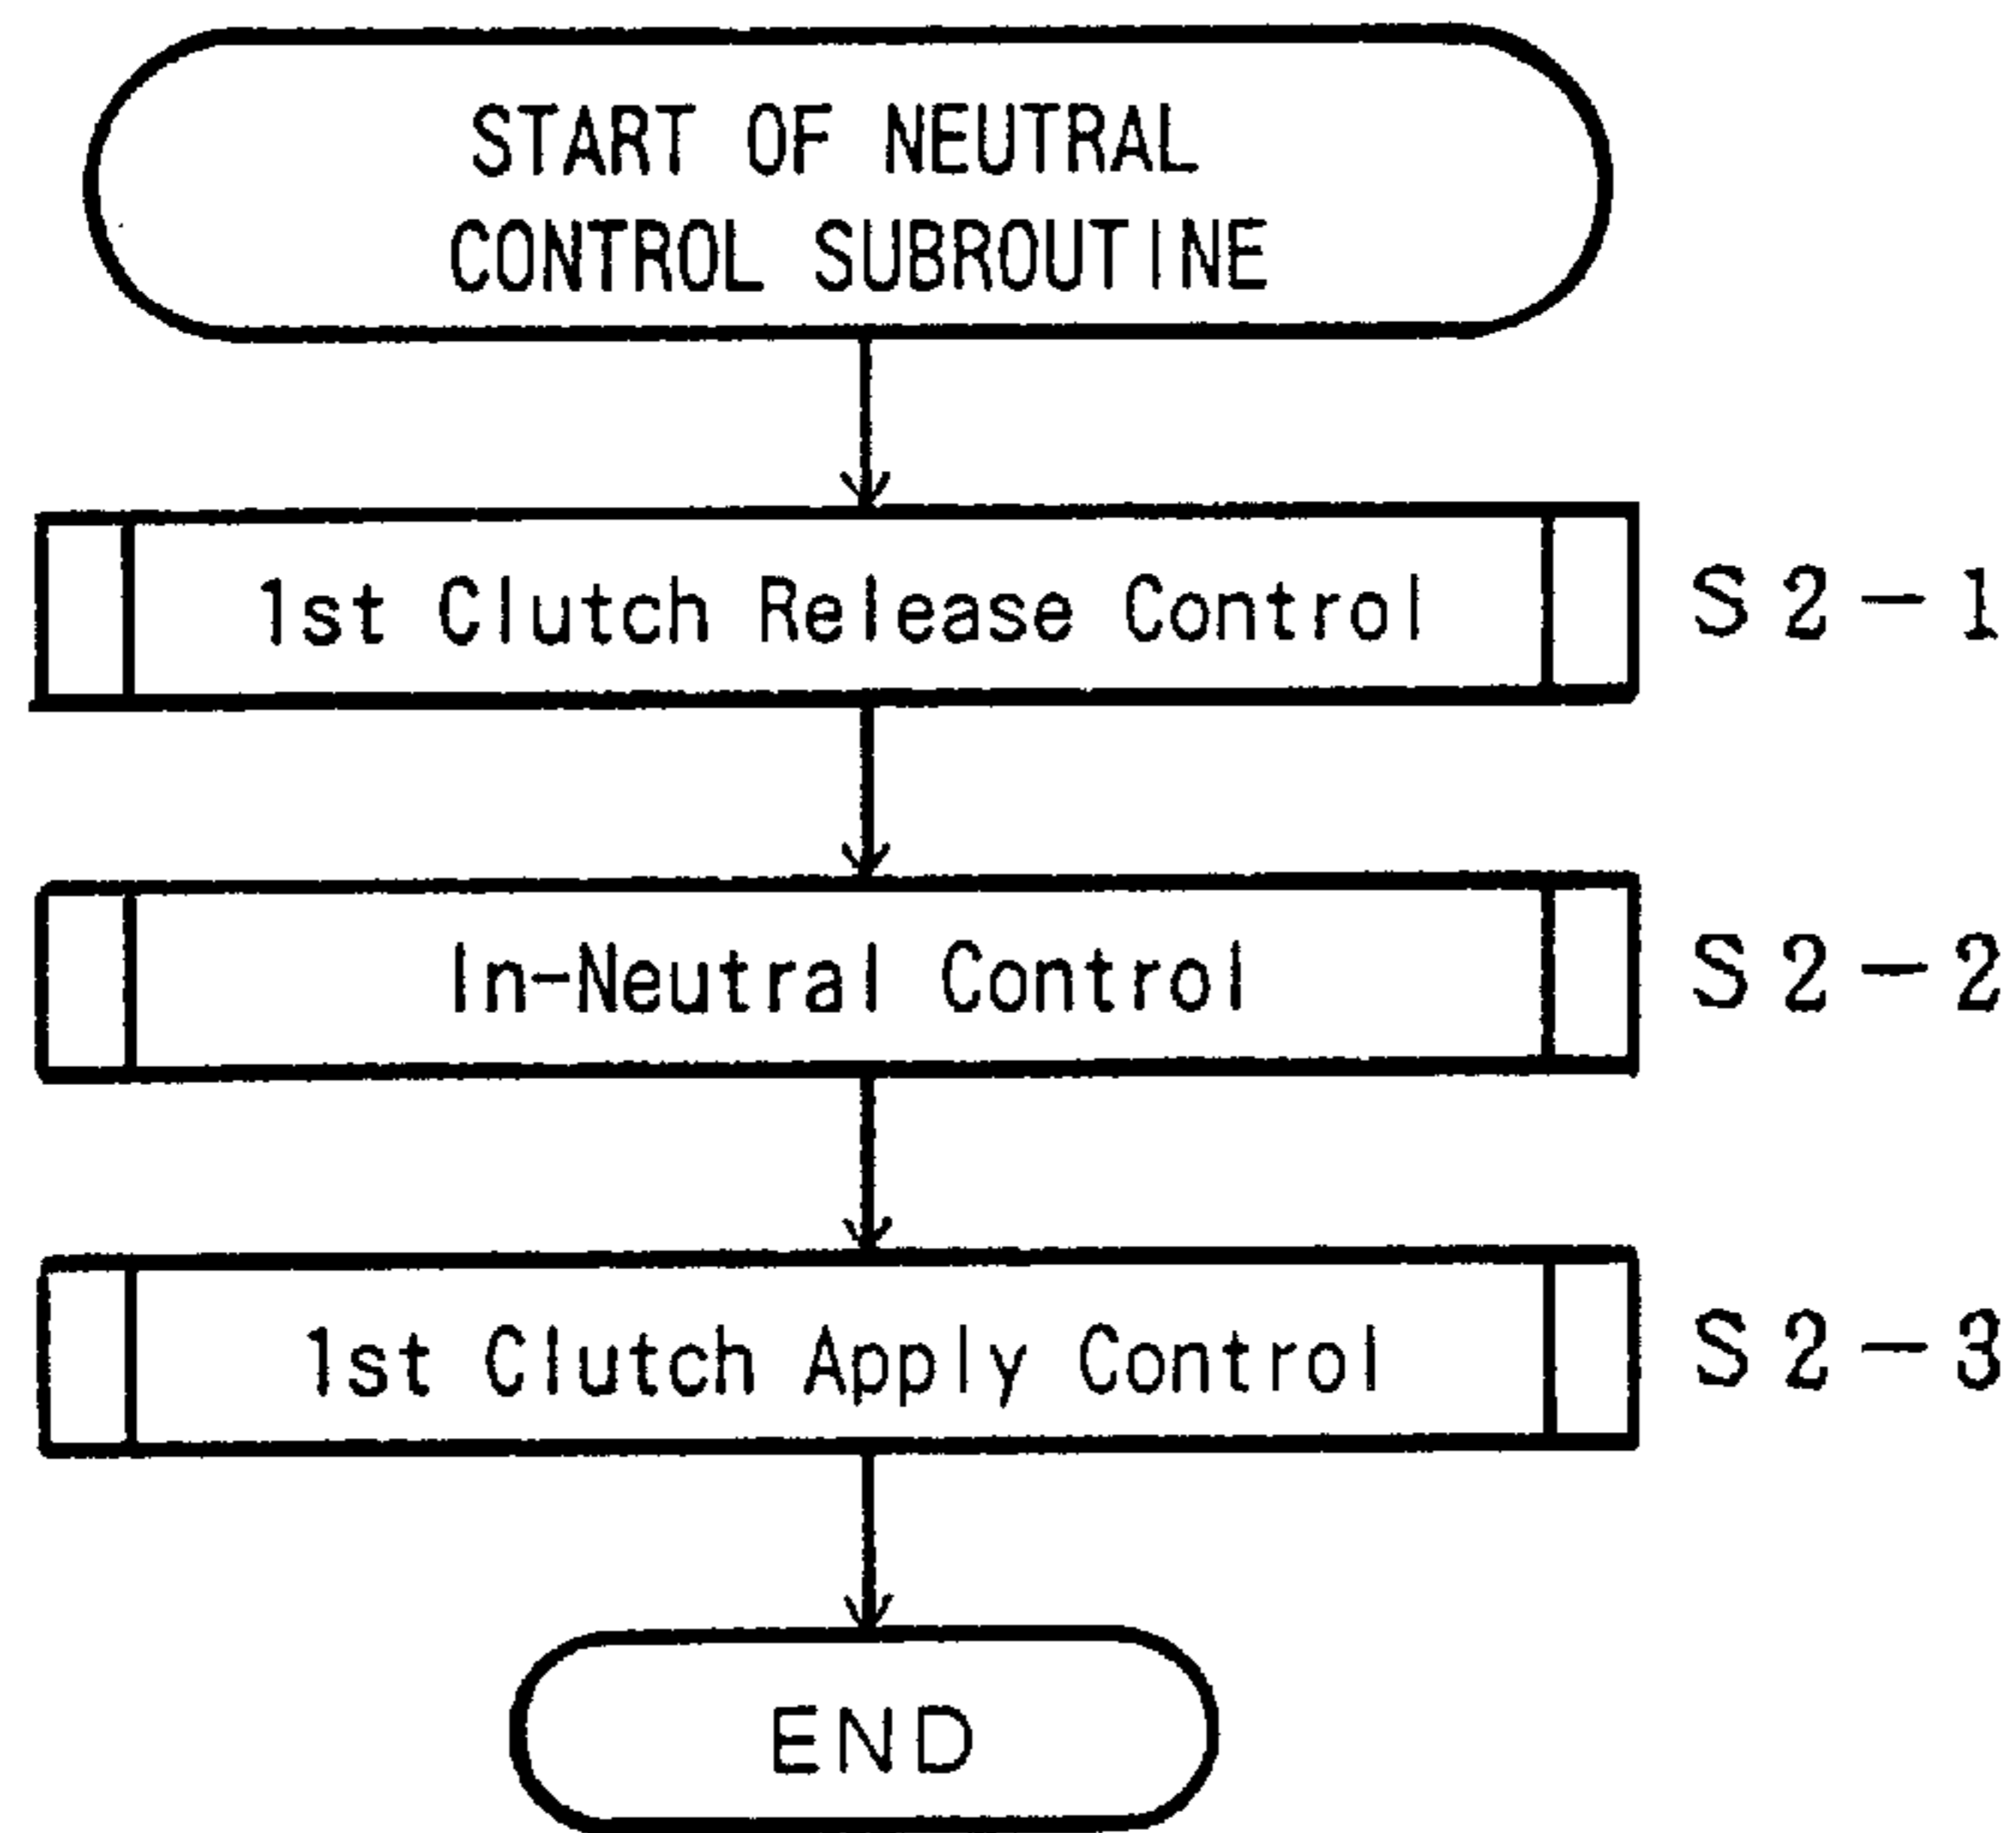 START OF NEUTRAL
CONTROL SUBROUTINE
1st Clutch Release Control
S2-1
In-Neutral Control
S2-2
1st Clutch Apply Control
S2-3
END